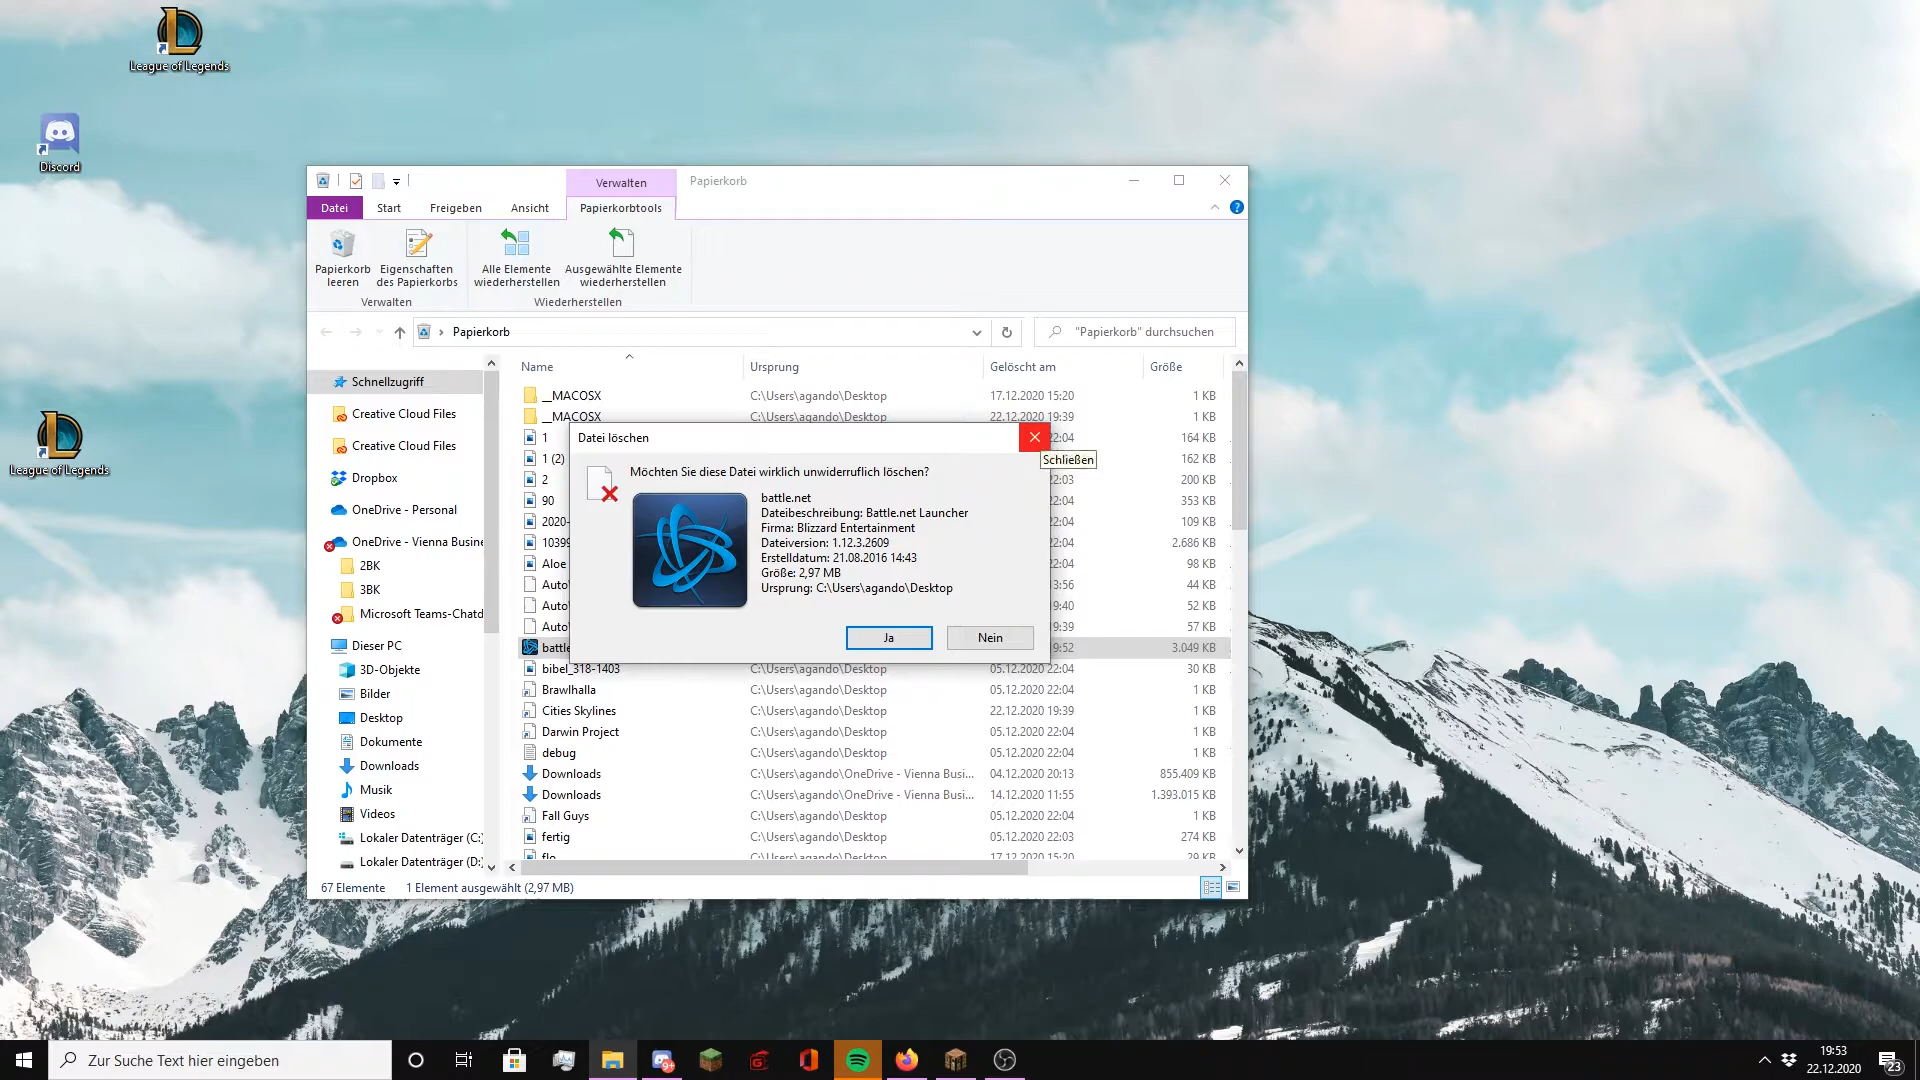 League of Legends
Discord
League of Legends
Verwalten
Papierkorb
Datei
Start
Freigeben
Ansicht
Papierkorbtools
Papierkorb
leeren
Eigenschaften
des Papierkorbs
Alle Elemente
wiederherstellen
Ausgewählte Elemente
wiederherstellen
Verwalten
Wiederherstellen
Papierkorb
"Papierkorb" durchsuchen
Schnellzugriff
Creative Cloud Files
Creative Cloud Files
Dropbox
OneDrive - Personal
OneDrive - Vienna Busine
2BK
3BK
Microsoft Teams-Chatd
Dieser PC
3D-Objekte
Bilder
Desktop
Dokumente
Downloads
Musik
Videos
Lokaler Datenträger (C:)
Lokaler Datenträger (D:)
Name Ursprung Gelöscht am Größe
__MACOSX C:\Users\agando\Desktop 17.12.2020 15:20 1 KB
__MACOSX C:\Users\agando\Desktop 22.12.2020 19:39 1 KB
1 22:04 164 KB
1 (2) 22:04 162 KB
2 22:03 200 KB
90 22:04 353 KB
2020- 22:04 109 KB
10399 22:04 2.686 KB
Aloe 22:04 98 KB
Auto 13:56 44 KB
Auto 19:40 52 KB
Auto 19:39 57 KB
battle 19:52 3.049 KB
bibel_318-1403 C:\Users\agando\Desktop 05.12.2020 22:04 30 KB
Brawlhalla C:\Users\agando\Desktop 05.12.2020 22:04 1 KB
Cities Skylines C:\Users\agando\Desktop 22.12.2020 19:39 1 KB
Darwin Project C:\Users\agando\Desktop 05.12.2020 22:04 1 KB
debug C:\Users\agando\Desktop 05.12.2020 22:04 1 KB
Downloads C:\Users\agando\OneDrive - Vienna Busi... 04.12.2020 20:13 855.409 KB
Downloads C:\Users\agando\OneDrive - Vienna Busi... 14.12.2020 11:55 1.393.015 KB
Fall Guys C:\Users\agando\Desktop 05.12.2020 22:04 1 KB
fertig C:\Users\agando\Desktop 05.12.2020 22:03 274 KB
flo C:\Users\agando\Desktop 17.12.2020 15:20 29 KB
Datei löschen
Schließen
Möchten Sie diese Datei wirklich unwiderruflich löschen?
battle.net
Dateibeschreibung: Battle.net Launcher
Firma: Blizzard Entertainment
Dateiversion: 1.12.3.2609
Erstelldatum: 21.08.2016 14:43
Größe: 2,97 MB
Ursprung: C:\Users\agando\Desktop
Ja
Nein
67 Elemente
1 Element ausgewählt (2,97 MB)
Zur Suche Text hier eingeben
9+
19:53
22.12.2020
23